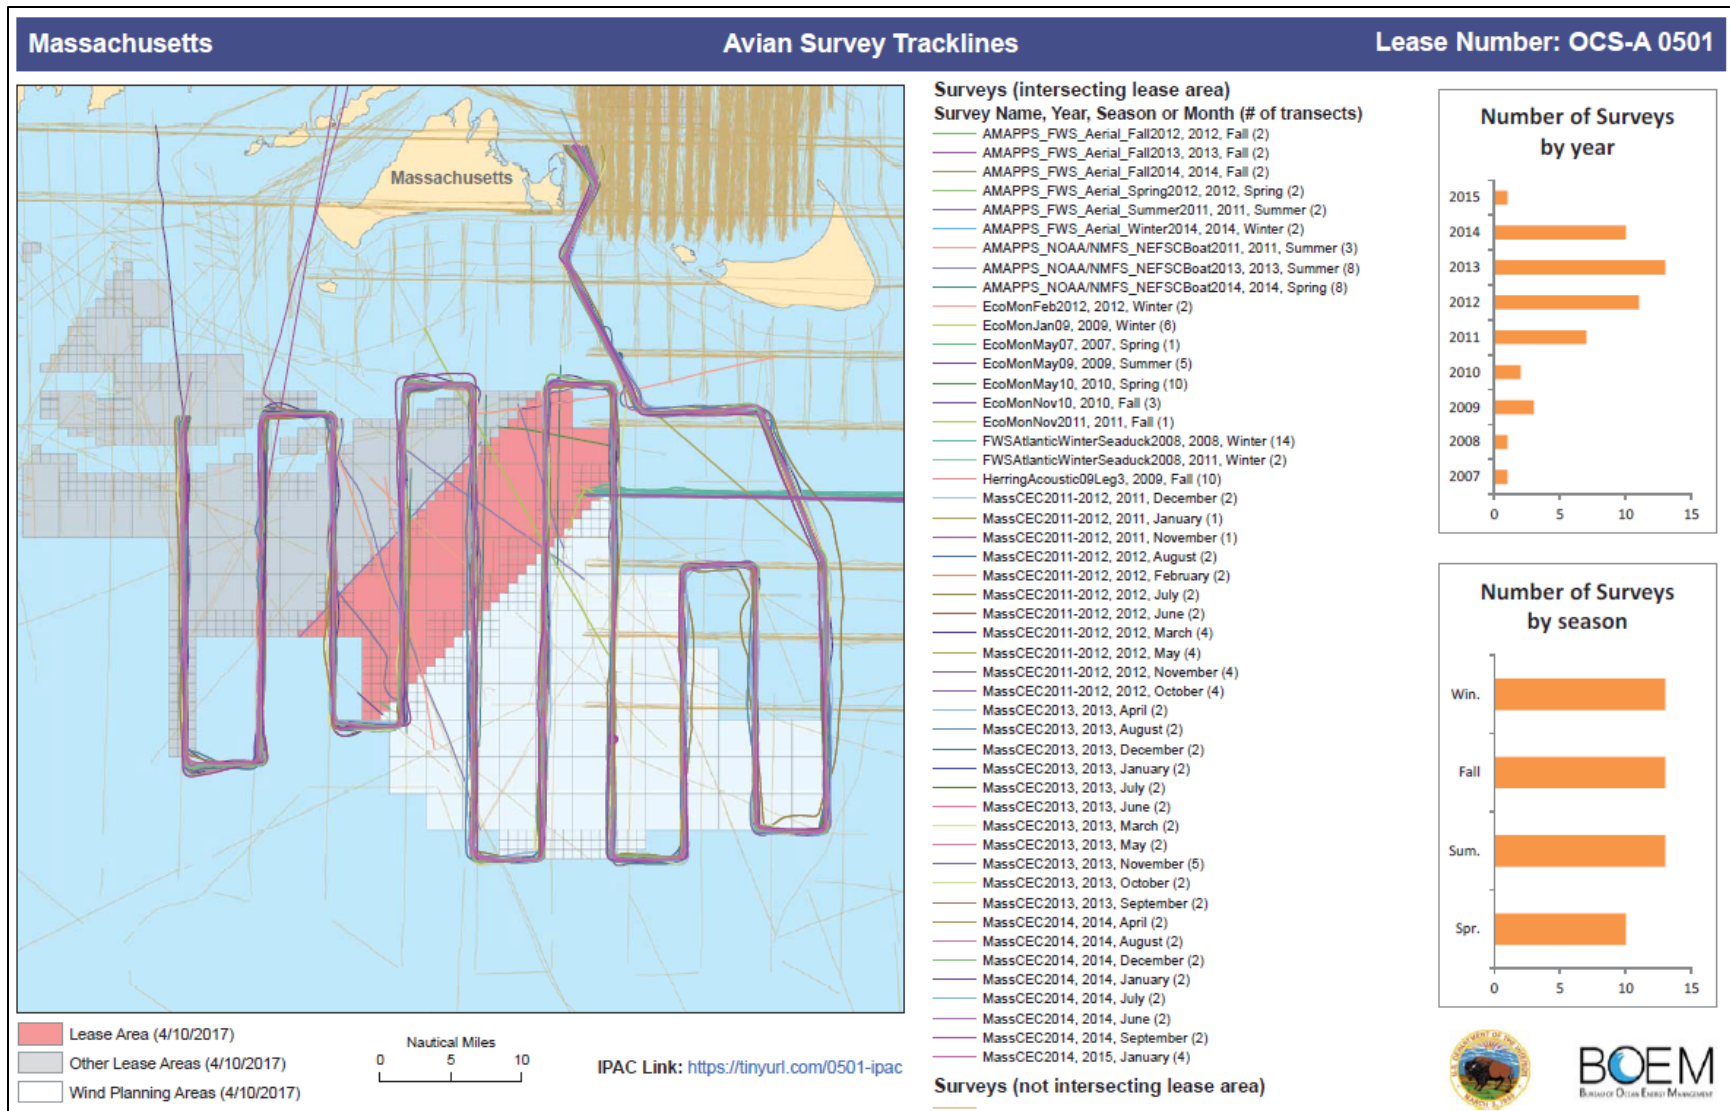 Massachusetts
Avian Survey Tracklines
Lease Number: OCS-A 0501
Massachusetts
Lease Area (4/10/2017)
Other Lease Areas (4/10/2017)
Wind Planning Areas (4/10/2017)
Nautical Miles
0 5 10
IPAC Link: https://tinyurl.com/0501-ipac
Surveys (intersecting lease area)
Survey Name, Year, Season or Month (# of transects)
AMAPPS_FWS_Aerial_Fall2012, 2012, Fall (2)
AMAPPS_FWS_Aerial_Fall2013, 2013, Fall (2)
AMAPPS_FWS_Aerial_Fall2014, 2014, Fall (2)
AMAPPS_FWS_Aerial_Spring2012, 2012, Spring (2)
AMAPPS_FWS_Aerial_Summer2011, 2011, Summer (2)
AMAPPS_FWS_Aerial_Winter2014, 2014, Winter (2)
AMAPPS_NOAA/NMFS_NEFSCBoat2011, 2011, Summer (3)
AMAPPS_NOAA/NMFS_NEFSCBoat2013, 2013, Summer (8)
AMAPPS_NOAA/NMFS_NEFSCBoat2014, 2014, Spring (8)
EcoMonFeb2012, 2012, Winter (2)
EcoMonJan09, 2009, Winter (6)
EcoMonMay07, 2007, Spring (1)
EcoMonMay09, 2009, Summer (5)
EcoMonMay10, 2010, Spring (10)
EcoMonNov10, 2010, Fall (3)
EcoMonNov2011, 2011, Fall (1)
FWSAtlanticWinterSeaduck2008, 2008, Winter (14)
FWSAtlanticWinterSeaduck2008, 2011, Winter (2)
HerringAcoustic09Leg3, 2009, Fall (10)
MassCEC2011-2012, 2011, December (2)
MassCEC2011-2012, 2011, January (1)
MassCEC2011-2012, 2011, November (1)
MassCEC2011-2012, 2012, August (2)
MassCEC2011-2012, 2012, February (2)
MassCEC2011-2012, 2012, July (2)
MassCEC2011-2012, 2012, June (2)
MassCEC2011-2012, 2012, March (4)
MassCEC2011-2012, 2012, May (4)
MassCEC2011-2012, 2012, November (4)
MassCEC2011-2012, 2012, October (4)
MassCEC2013, 2013, April (2)
MassCEC2013, 2013, August (2)
MassCEC2013, 2013, December (2)
MassCEC2013, 2013, January (2)
MassCEC2013, 2013, July (2)
MassCEC2013, 2013, June (2)
MassCEC2013, 2013, March (2)
MassCEC2013, 2013, May (2)
MassCEC2013, 2013, November (5)
MassCEC2013, 2013, October (2)
MassCEC2013, 2013, September (2)
MassCEC2014, 2014, April (2)
MassCEC2014, 2014, August (2)
MassCEC2014, 2014, December (2)
MassCEC2014, 2014, January (2)
MassCEC2014, 2014, July (2)
MassCEC2014, 2014, June (2)
MassCEC2014, 2014, September (2)
MassCEC2014, 2015, January (4)
Surveys (not intersecting lease area)
Number of Surveys
by year
2015
2014
2013
2012
2011
2010
2009
2008
2007
0 5 10 15
Number of Surveys
by season
Win.
Fall
Sum.
Spr.
0 5 10 15
U.S. DEPARTMENT OF THE INTERIOR
MARCH 3, 1849
BOEM
BUREAU OF OCEAN ENERGY MANAGEMENT